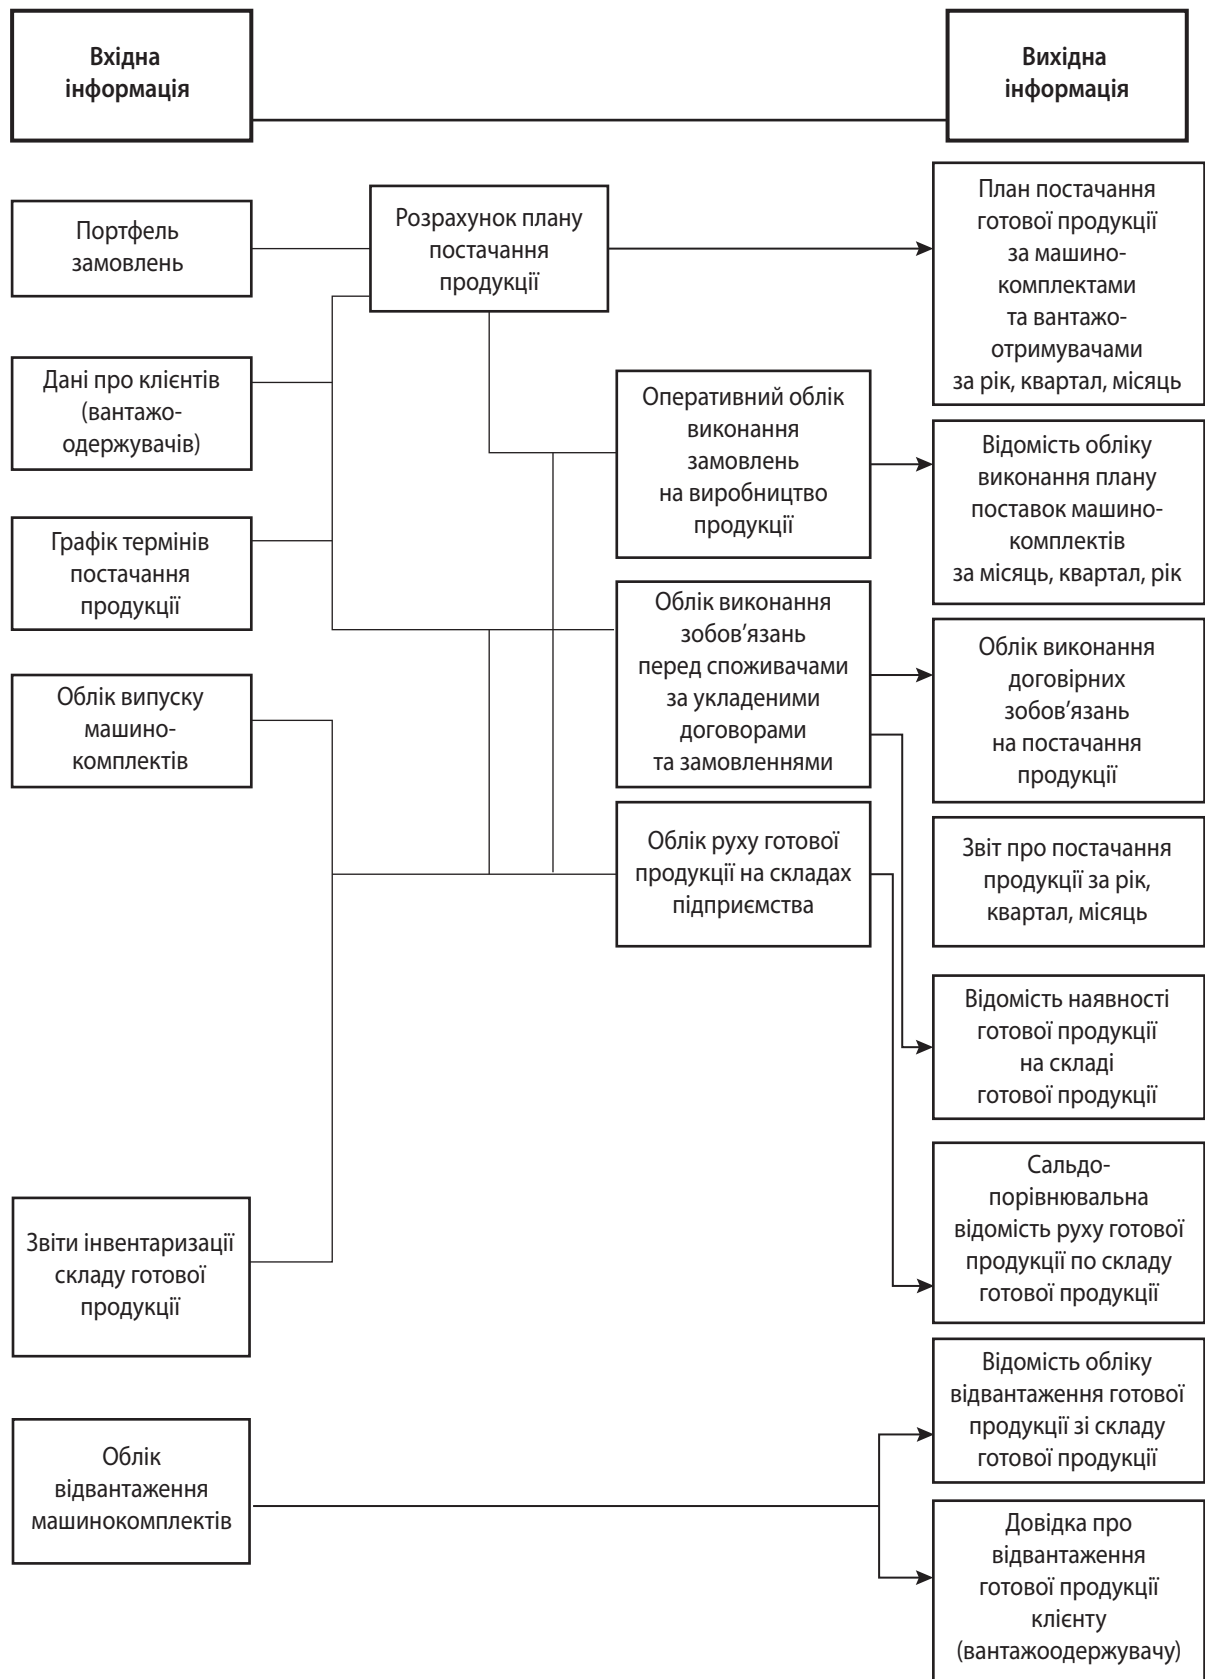 Вхідна
інформація
Вихідна
інформація
Портфель
замовлень
Дані про клієнтів
(вантажо-
одержувачів)
Графік термінів
постачання
продукції
Облік випуску
машино-
комплектів
Звіти інвентаризації
складу готової
продукції
Облік
відвантаження
машинокомплектів
Розрахунок плану
постачання
продукції
Оперативний облік
виконання
замовлень
на виробництво
продукції
Облік виконання
зобов’язань
перед споживачами
за укладеними
договорами
та замовленнями
Облік руху готової
продукції на складах
підприємства
План постачання
готової продукції
за машино-
комплектами
та вантажо-
отримувачами
за рік, квартал, місяць
Відомість обліку
виконання плану
поставок машино-
комплектів
за місяць, квартал, рік
Облік виконання
договірних
зобов’язань
на постачання
продукції
Звіт про постачання
продукції за рік,
квартал, місяць
Відомість наявності
готової продукції
на складі
готової продукції
Сальдо-
порівнювальна
відомість руху готової
продукції по складу
готової продукції
Відомість обліку
відвантаження готової
продукції зі складу
готової продукції
Довідка про
відвантаження
готової продукції
клієнту
(вантажоодержувачу)